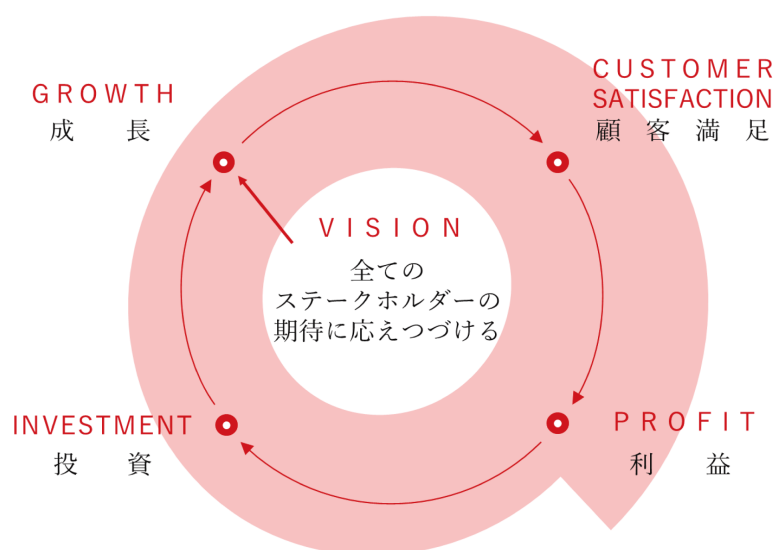 GROWTH
成長
CUSTOMER
SATISFACTION
顧客満足
VISION
全ての
ステークホルダーの
期待に応えつづける
INVESTMENT
投資
PROFIT
利益